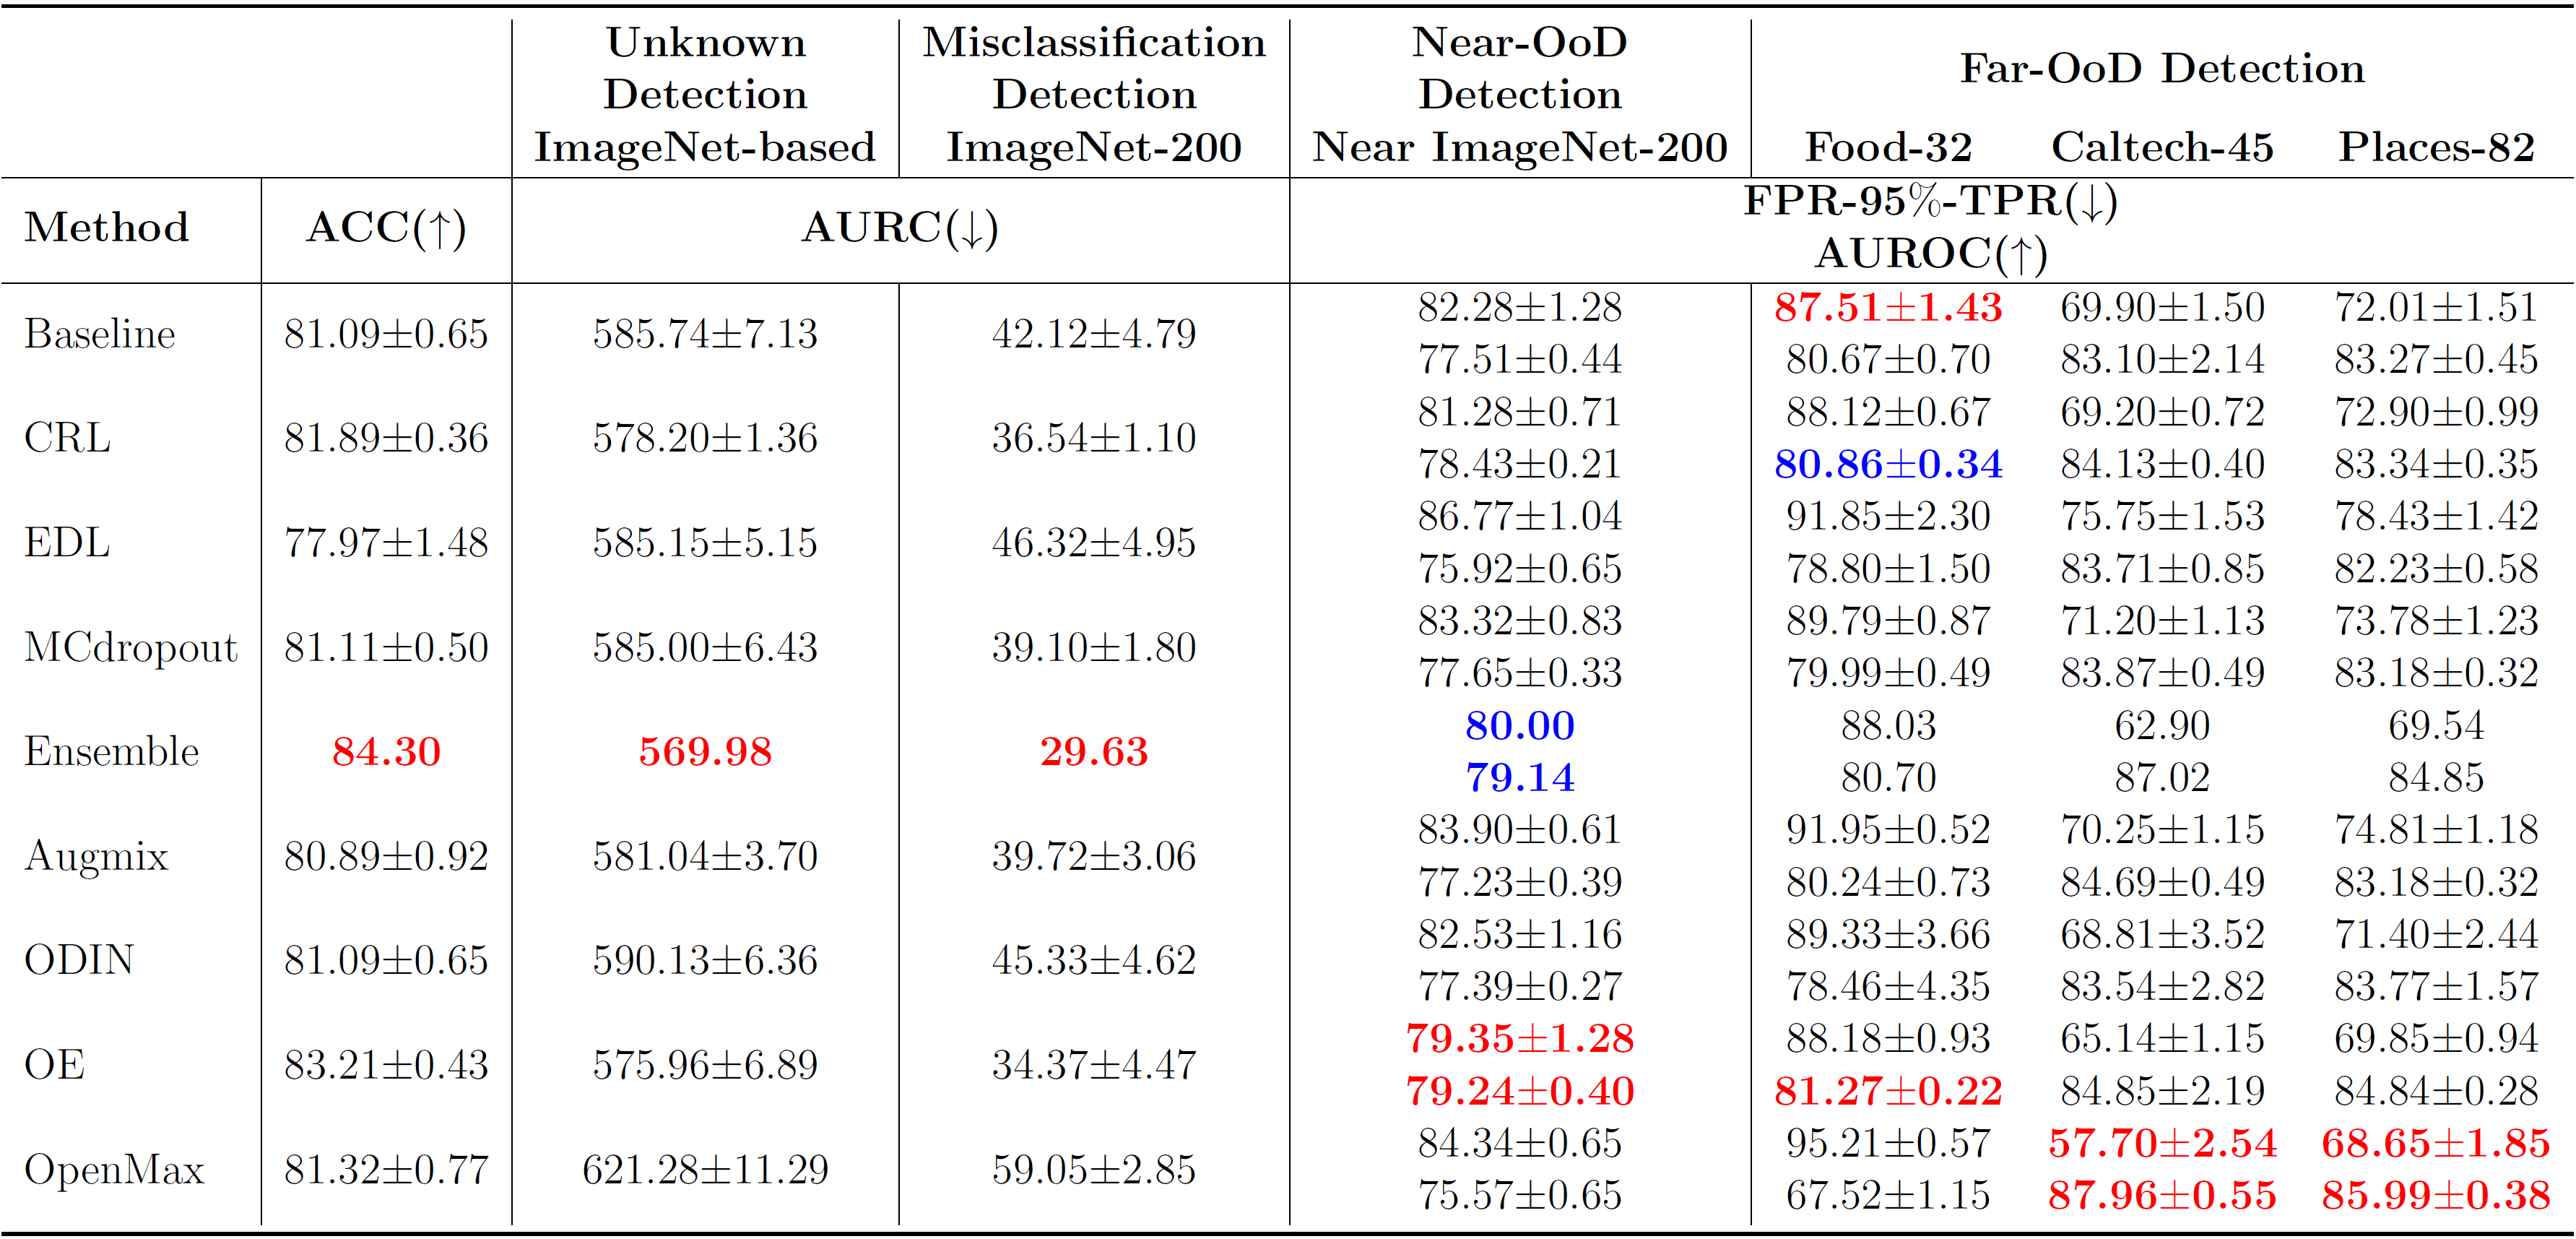 Unknown Detection ImageNet-based
Misclassification Detection ImageNet-200
Near-OoD Detection Near ImageNet-200
Far-OoD Detection
Food-32 Caltech-45 Places-82
Method ACC(↑) AURC(↓) FPR-95%-TPR(↓)
AUROC(↑)
Baseline 81.09±0.65 585.74±7.13 42.12±4.79 82.28±1.28 87.51±1.43 69.90±1.50 72.01±1.51
77.51±0.44 80.67±0.70 83.10±2.14 83.27±0.45
CRL 81.89±0.36 578.20±1.36 36.54±1.10 81.28±0.71 88.12±0.67 69.20±0.72 72.90±0.99
78.43±0.21 80.86±0.34 84.13±0.40 83.34±0.35
EDL 77.97±1.48 585.15±5.15 46.32±4.95 86.77±1.04 91.85±2.30 75.75±1.53 78.43±1.42
75.92±0.65 78.80±1.50 83.71±0.85 82.23±0.58
MCdropout 81.11±0.50 585.00±6.43 39.10±1.80 83.32±0.83 89.79±0.87 71.20±1.13 73.78±1.23
77.65±0.33 79.99±0.49 83.87±0.49 83.18±0.32
Ensemble 84.30 569.98 29.63 80.00 88.03 62.90 69.54
79.14 80.70 87.02 84.85
Augmix 80.89±0.92 581.04±3.70 39.72±3.06 83.90±0.61 91.95±0.52 70.25±1.15 74.81±1.18
77.23±0.39 80.24±0.73 84.69±0.49 83.18±0.32
ODIN 81.09±0.65 590.13±6.36 45.33±4.62 82.53±1.16 89.33±3.66 68.81±3.52 71.40±2.44
77.39±0.27 78.46±4.35 83.54±2.82 83.77±1.57
OE 83.21±0.43 575.96±6.89 34.37±4.47 79.35±1.28 88.18±0.93 65.14±1.15 69.85±0.94
79.24±0.40 81.27±0.22 84.85±2.19 84.84±0.28
OpenMax 81.32±0.77 621.28±11.29 59.05±2.85 84.34±0.65 95.21±0.57 57.70±2.54 68.65±1.85
75.57±0.65 67.52±1.15 87.96±0.55 85.99±0.38